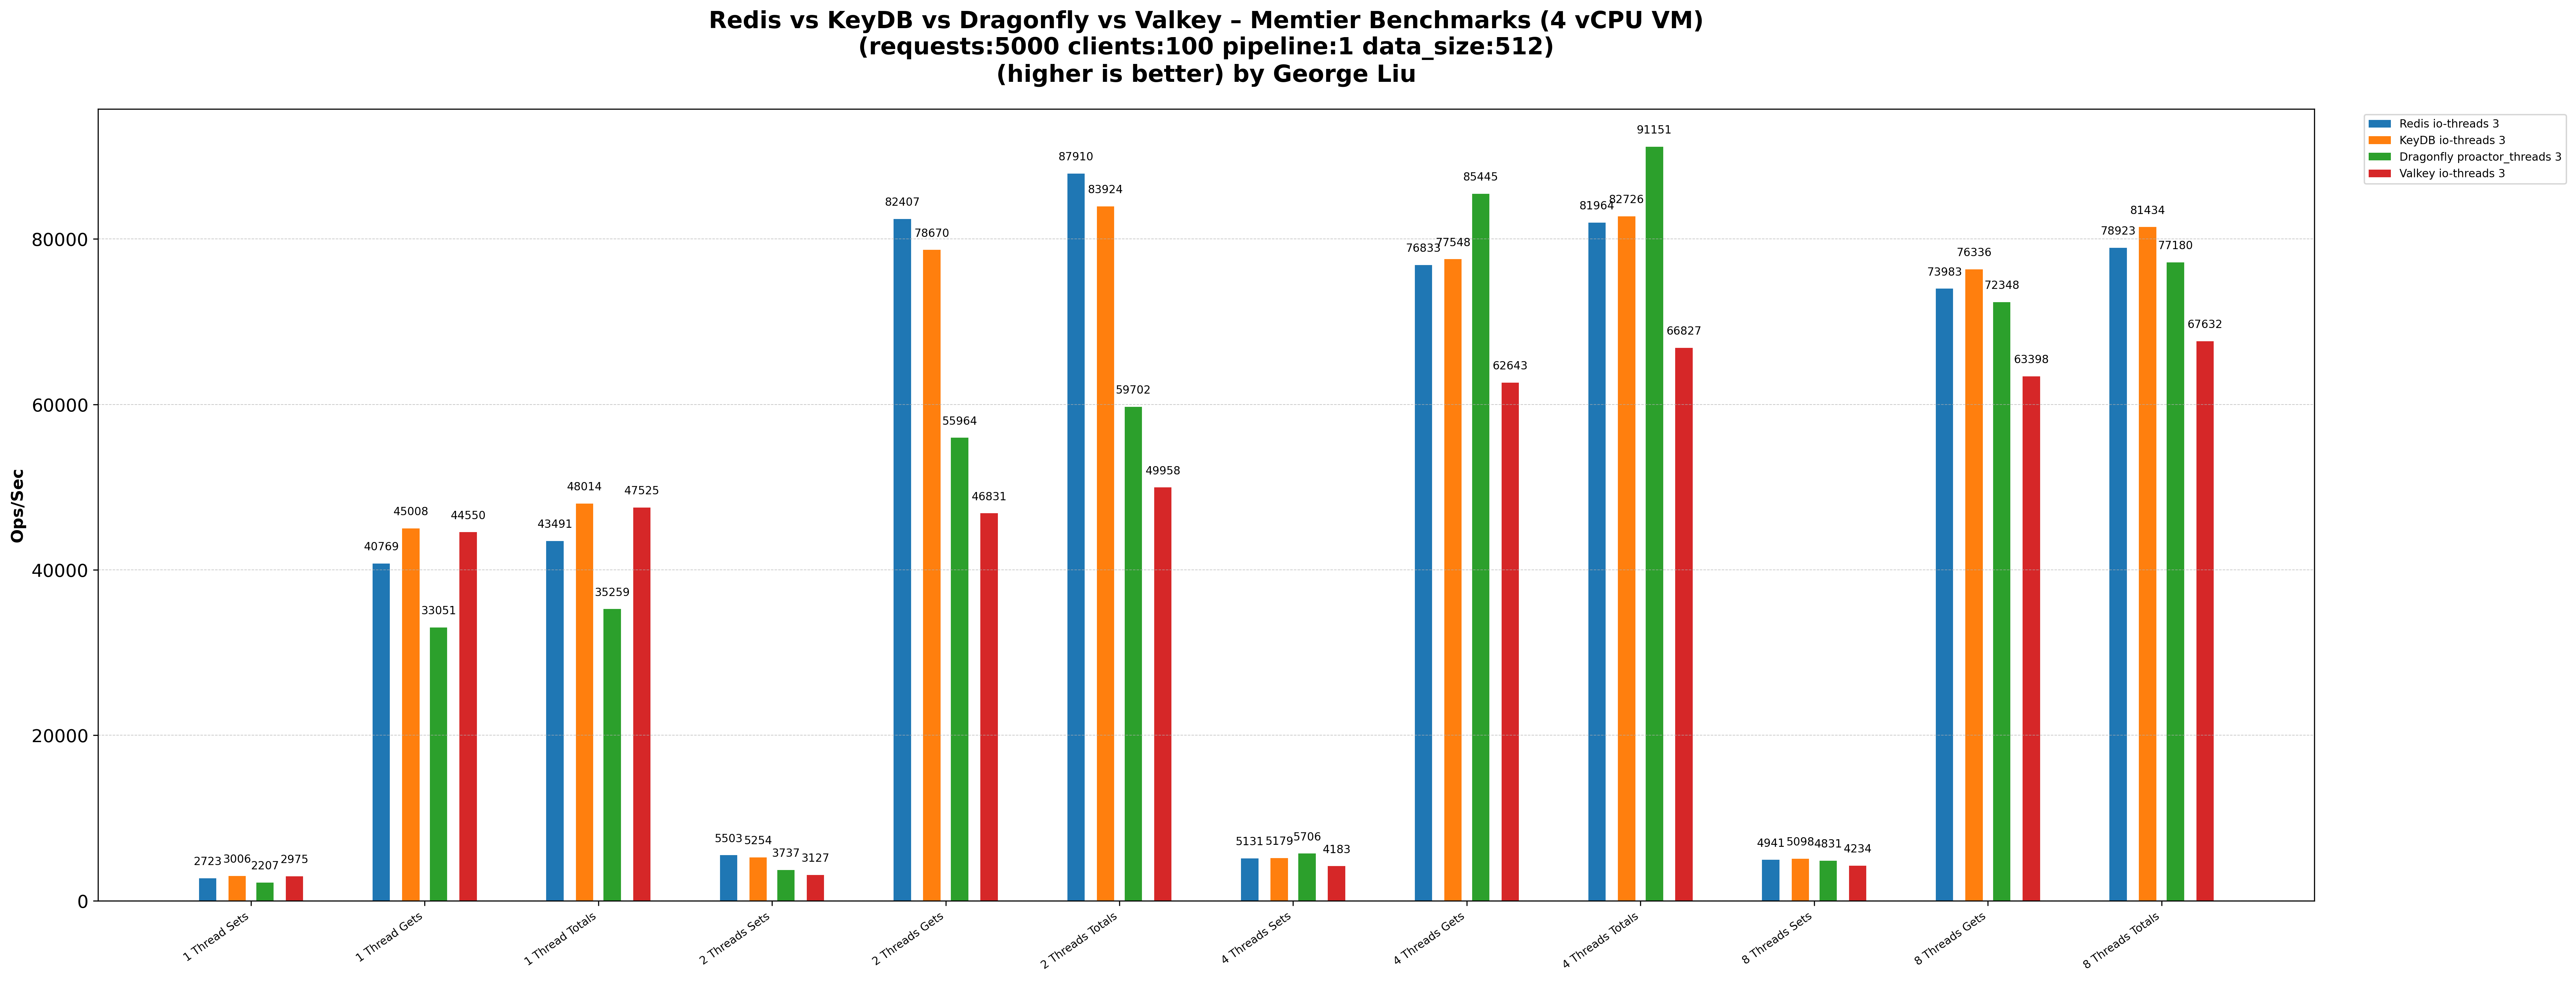 Redis vs KeyDB vs Dragonfly vs Valkey – Memtier Benchmarks (4 vCPU VM)
(requests:5000 clients:100 pipeline:1 data_size:512)
(higher is better) by George Liu
Redis io-threads 3
KeyDB io-threads 3
Dragonfly proactor_threads 3
Valkey io-threads 3
Ops/Sec
80000
60000
40000
20000
0
2723 3006 2207 2975
40769 45008 33051 44550
43491 48014 35259 47525
5503 5254 3737 3127
82407 78670 55964 46831
87910 83924 59702 49958
5131 5179 5706 4183
76833 77548 85445 62643
81964 82726 91151 66827
4941 5098 4831 4234
73983 76336 72348 63398
78923 81434 77180 67632
1 Thread Sets
1 Thread Gets
1 Thread Totals
2 Threads Sets
2 Threads Gets
2 Threads Totals
4 Threads Sets
4 Threads Gets
4 Threads Totals
8 Threads Sets
8 Threads Gets
8 Threads Totals